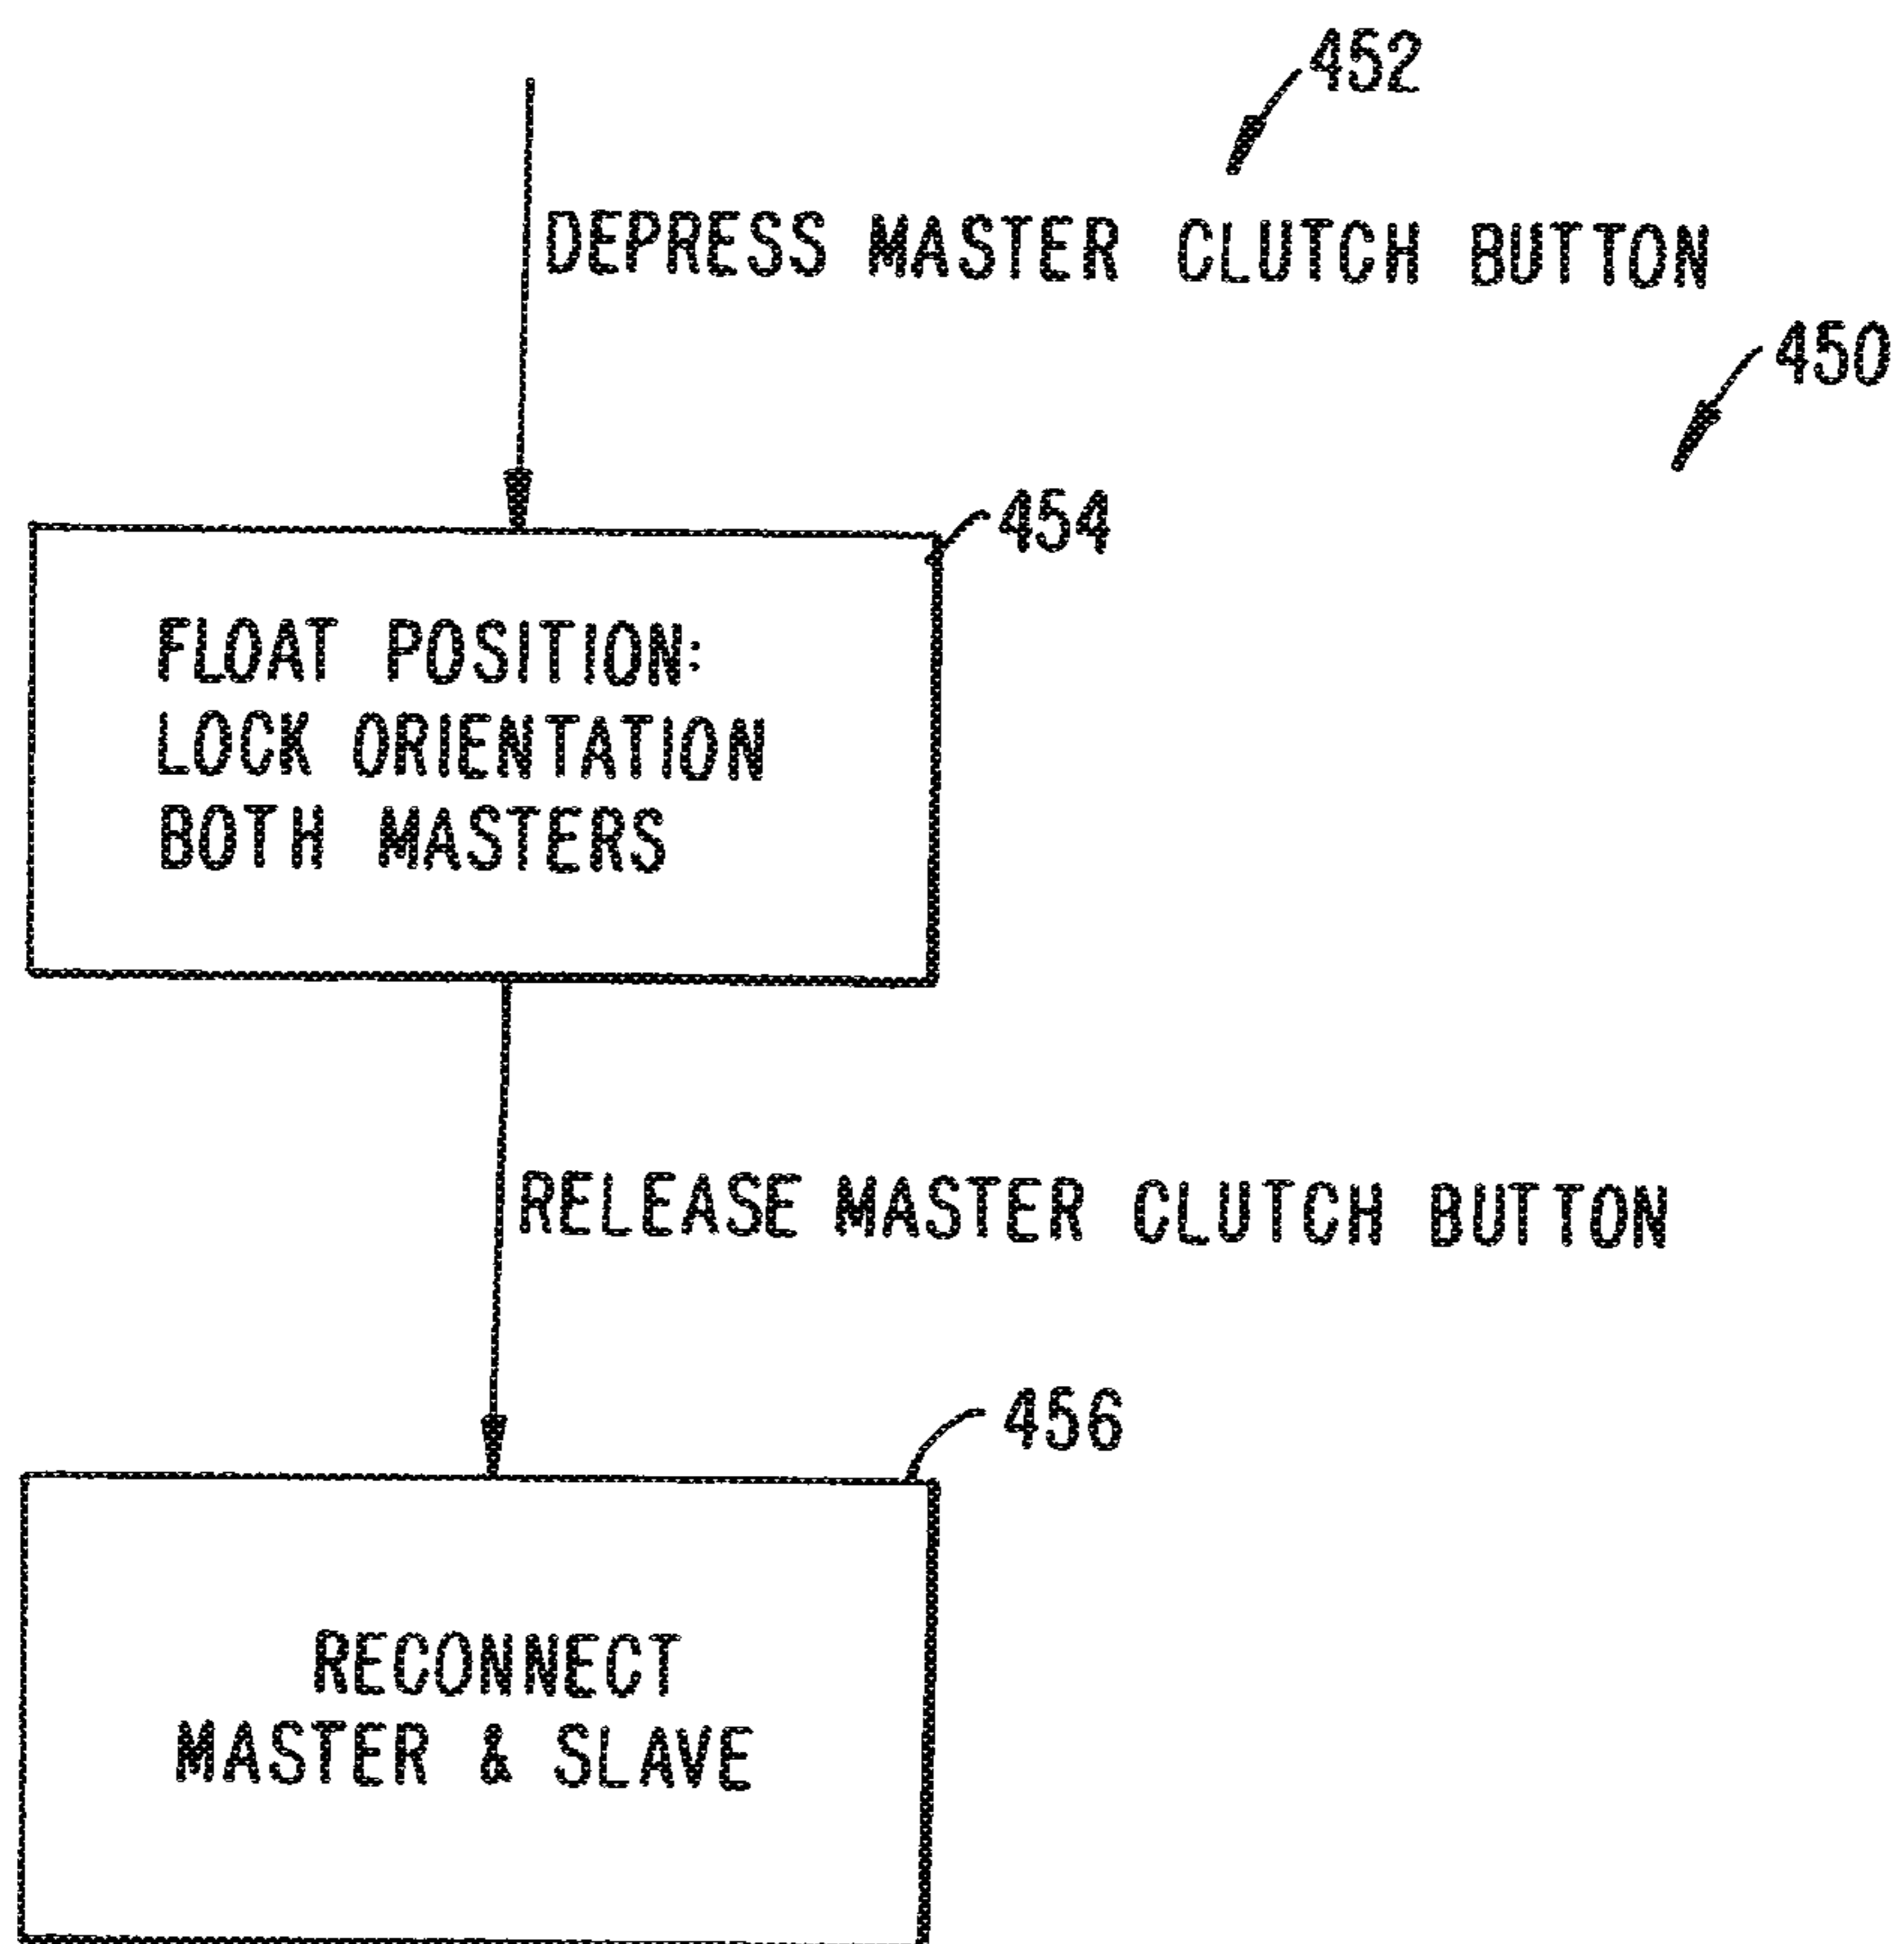 452
DEPRESS MASTER CLUTCH BUTTON
450
454
FLOAT POSITION:
LOCK ORIENTATION
BOTH MASTERS
RELEASE MASTER CLUTCH BUTTON
456
RECONNECT
MASTER & SLAVE